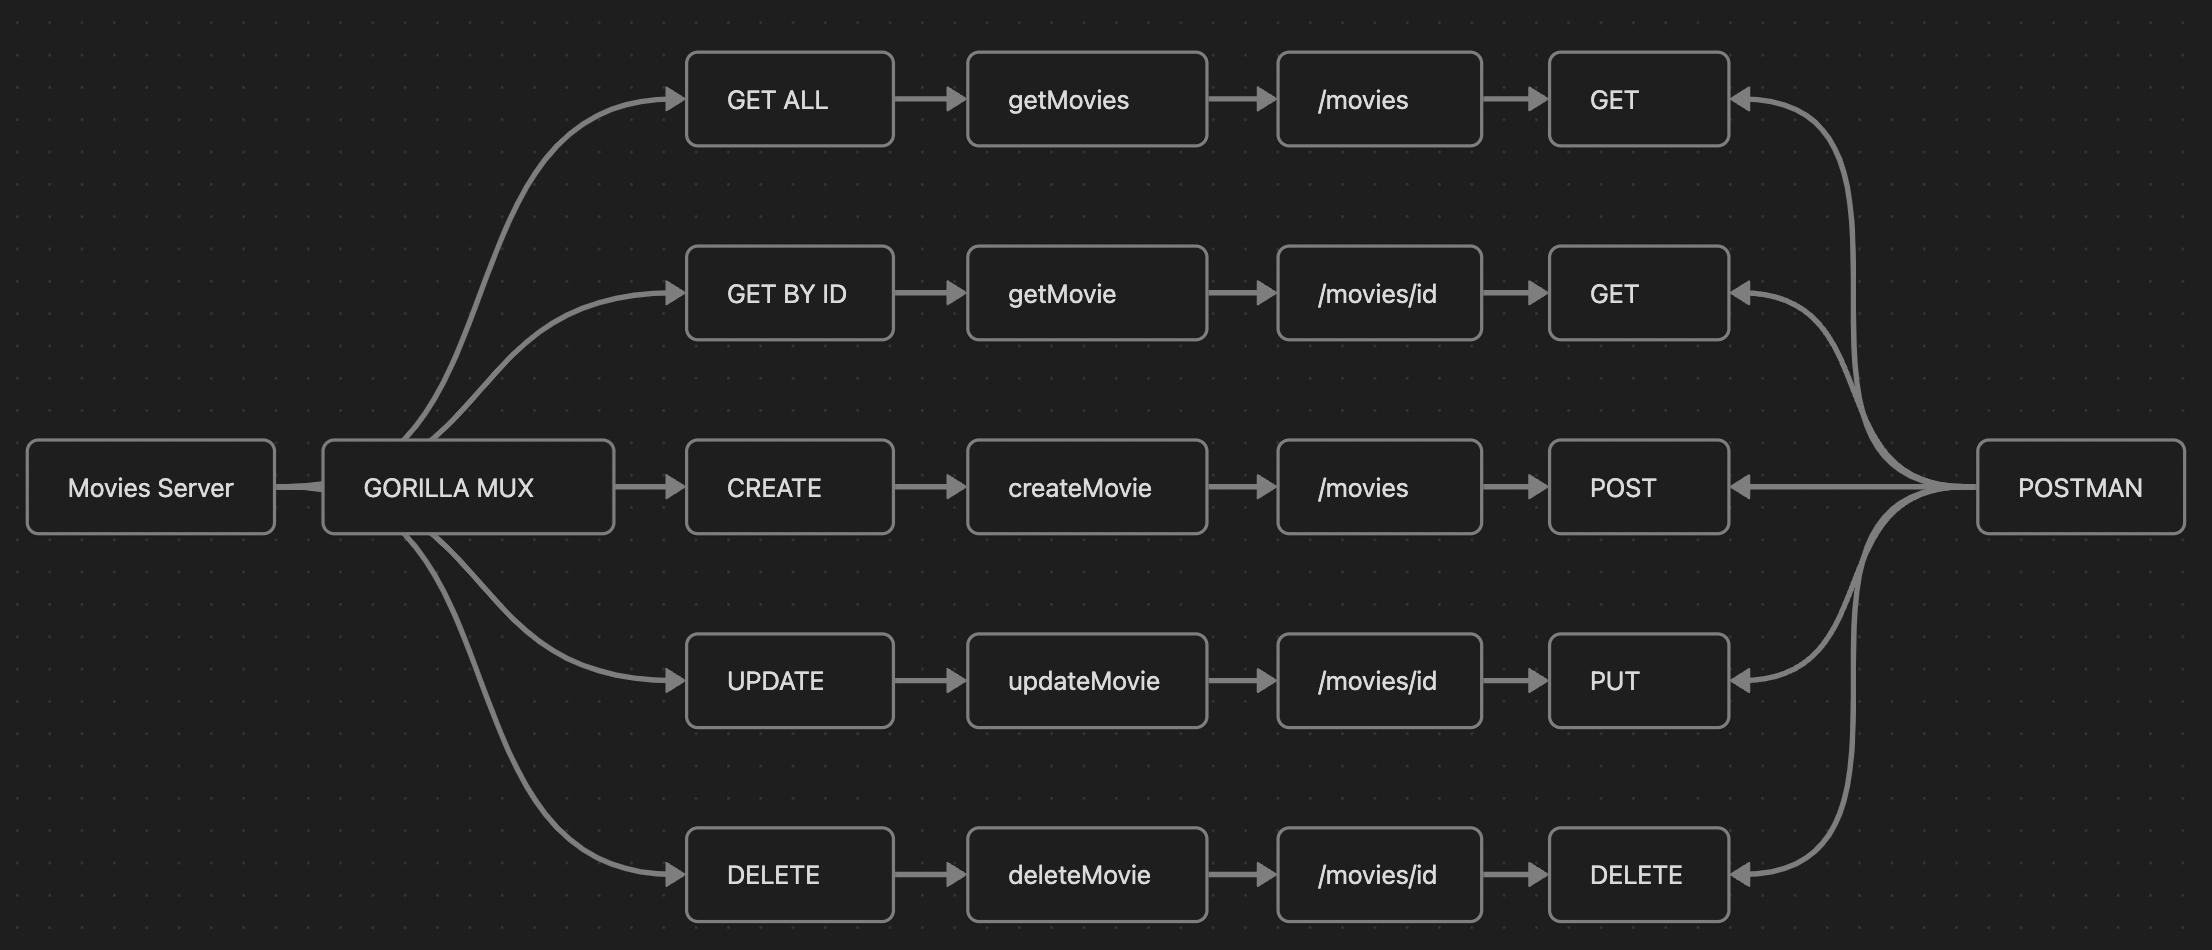 GET ALL
getMovies
/movies
GET
GET BY ID
getMovie
/movies/id
GET
Movies Server
GORILLA MUX
CREATE
createMovie
/movies
POST
POSTMAN
UPDATE
updateMovie
/movies/id
PUT
DELETE
deleteMovie
/movies/id
DELETE